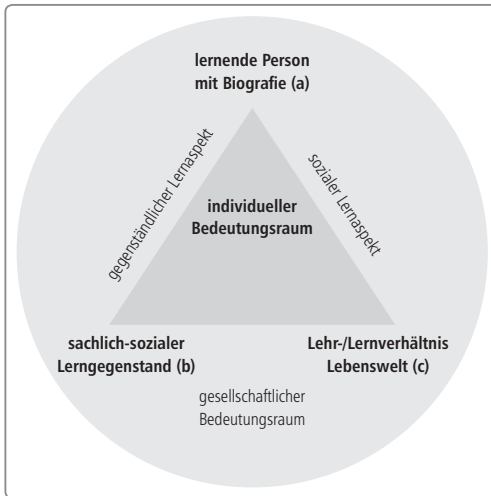 lernende Person
mit Biografie (a)
gegenständlicher Lernaspekt
sozialer Lernaspekt
individueller
Bedeutungsraum
sachlich-sozialer
Lerngegenstand (b)
Lehr-/Lernverhältnis
Lebenswelt (c)
gesellschaftlicher
Bedeutungsraum